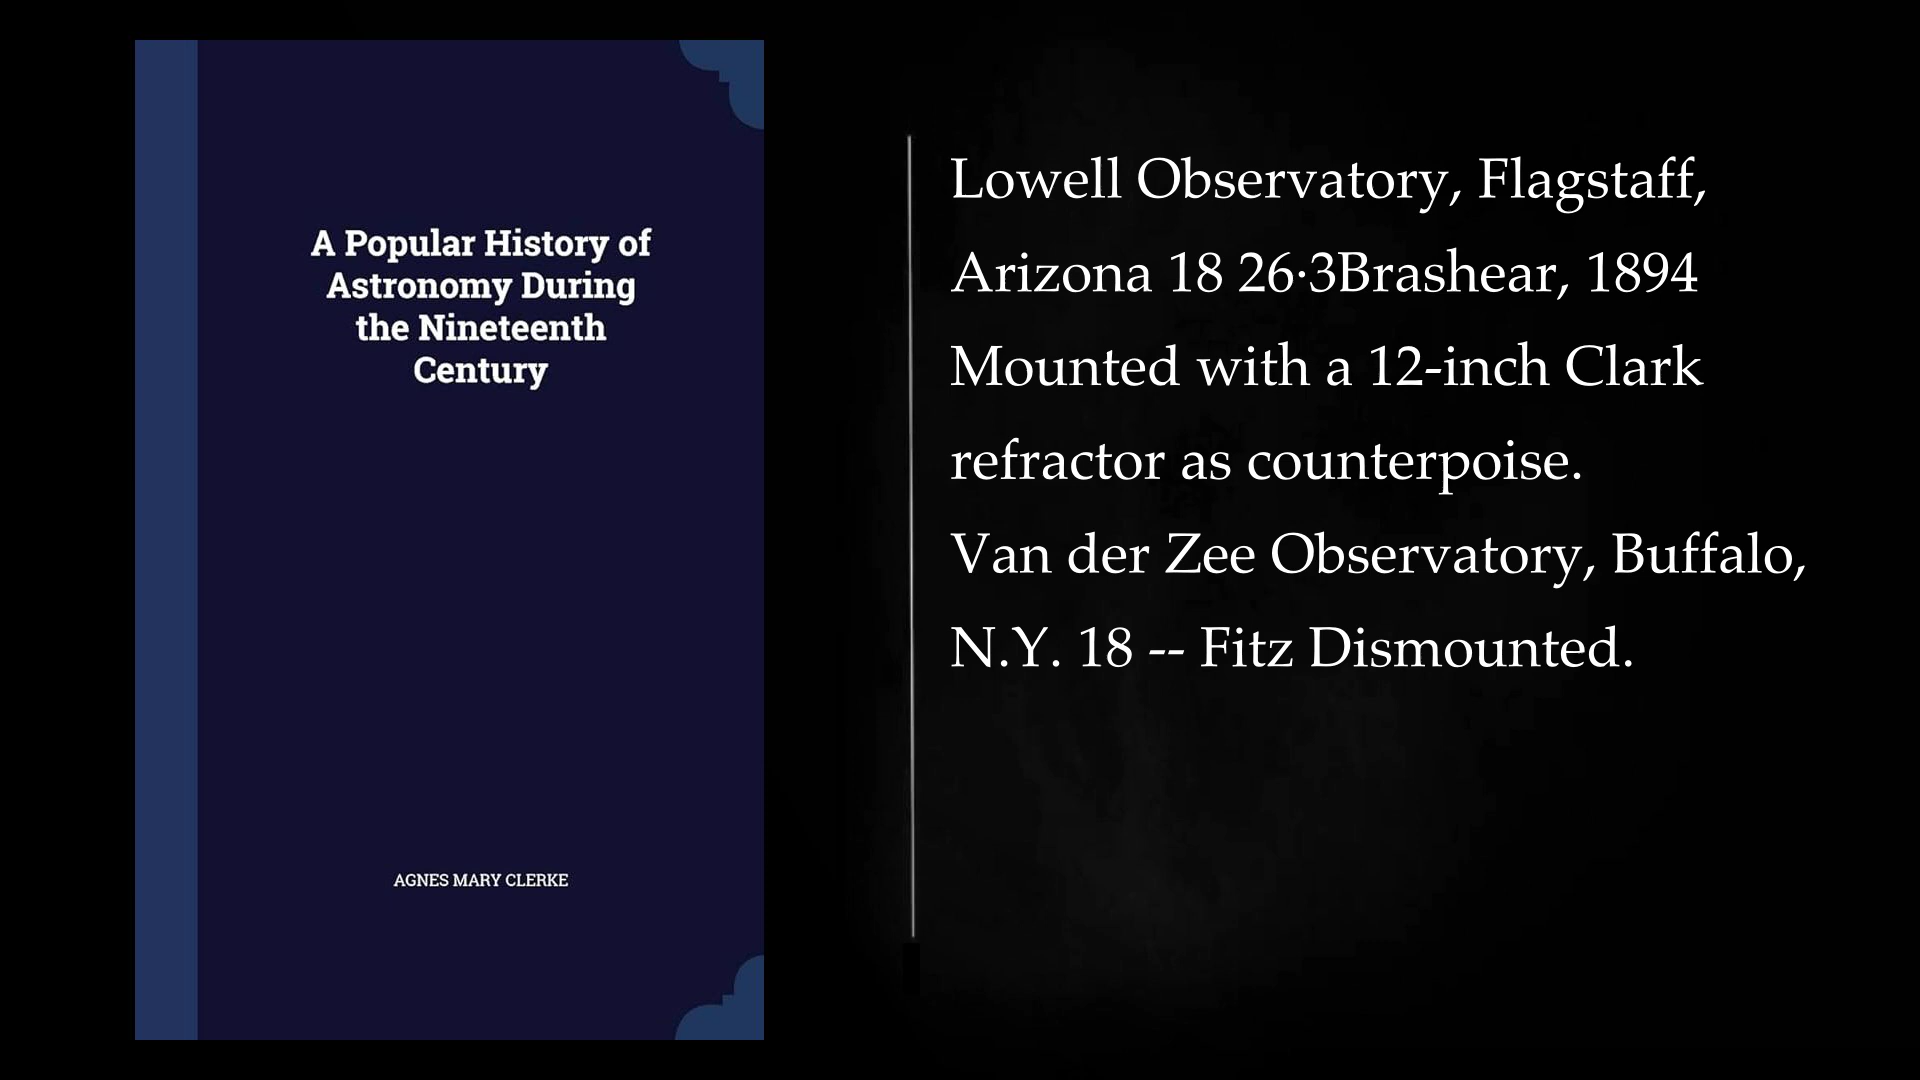 A Popular History of
Astronomy During
the Nineteenth
Century
AGNES MARY CLERKE
Lowell Observatory, Flagstaff,
Arizona 18 26·3Brashear, 1894
Mounted with a 12-inch Clark
refractor as counterpoise.
Van der Zee Observatory, Buffalo,
N.Y. 18 -- Fitz Dismounted.